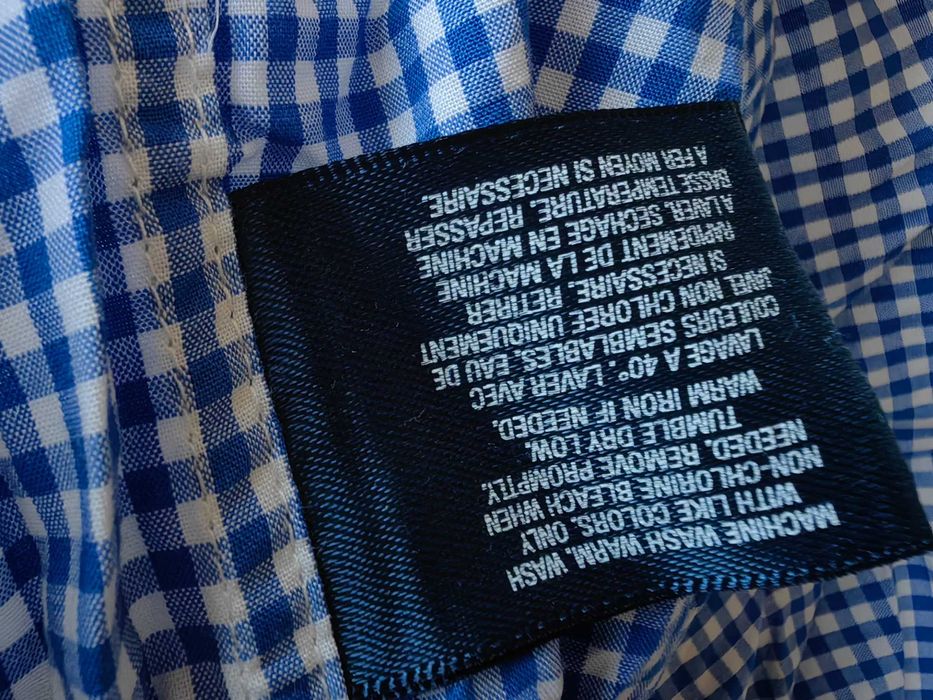 MACHINE WASH WARM, WASH
WITH LIKE COLORS. ONLY
NON-CHLORINE BLEACH WHEN
NEEDED. REMOVE PROMPTLY.
TUMBLE DRY LOW
WARM IRON IF NEEDED.
LAVAGE A 40°. LAVER AVEC
COULEURS SEMBLABLES. EAU DE
JAVEL NON CHLOREE UNIQUEMENT
SI NECESSAIRE. RETIRER
RAPIDEMENT DE LA MACHINE
A LAVER. SECHAGE EN MACHINE
BASSE TEMPERATURE. REPASSER
A FER MOYEN SI NECESSAIRE.